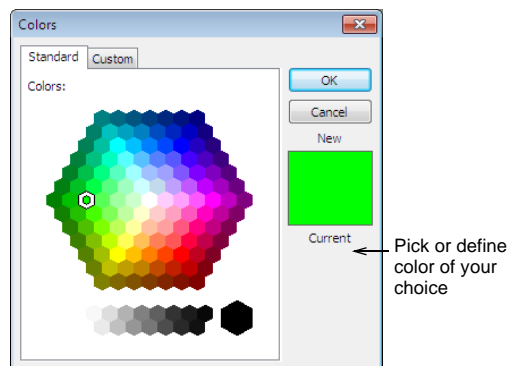 Colors
Standard
Custom
Colors:
OK
Cancel
New
Current
Pick or define
color of your
choice